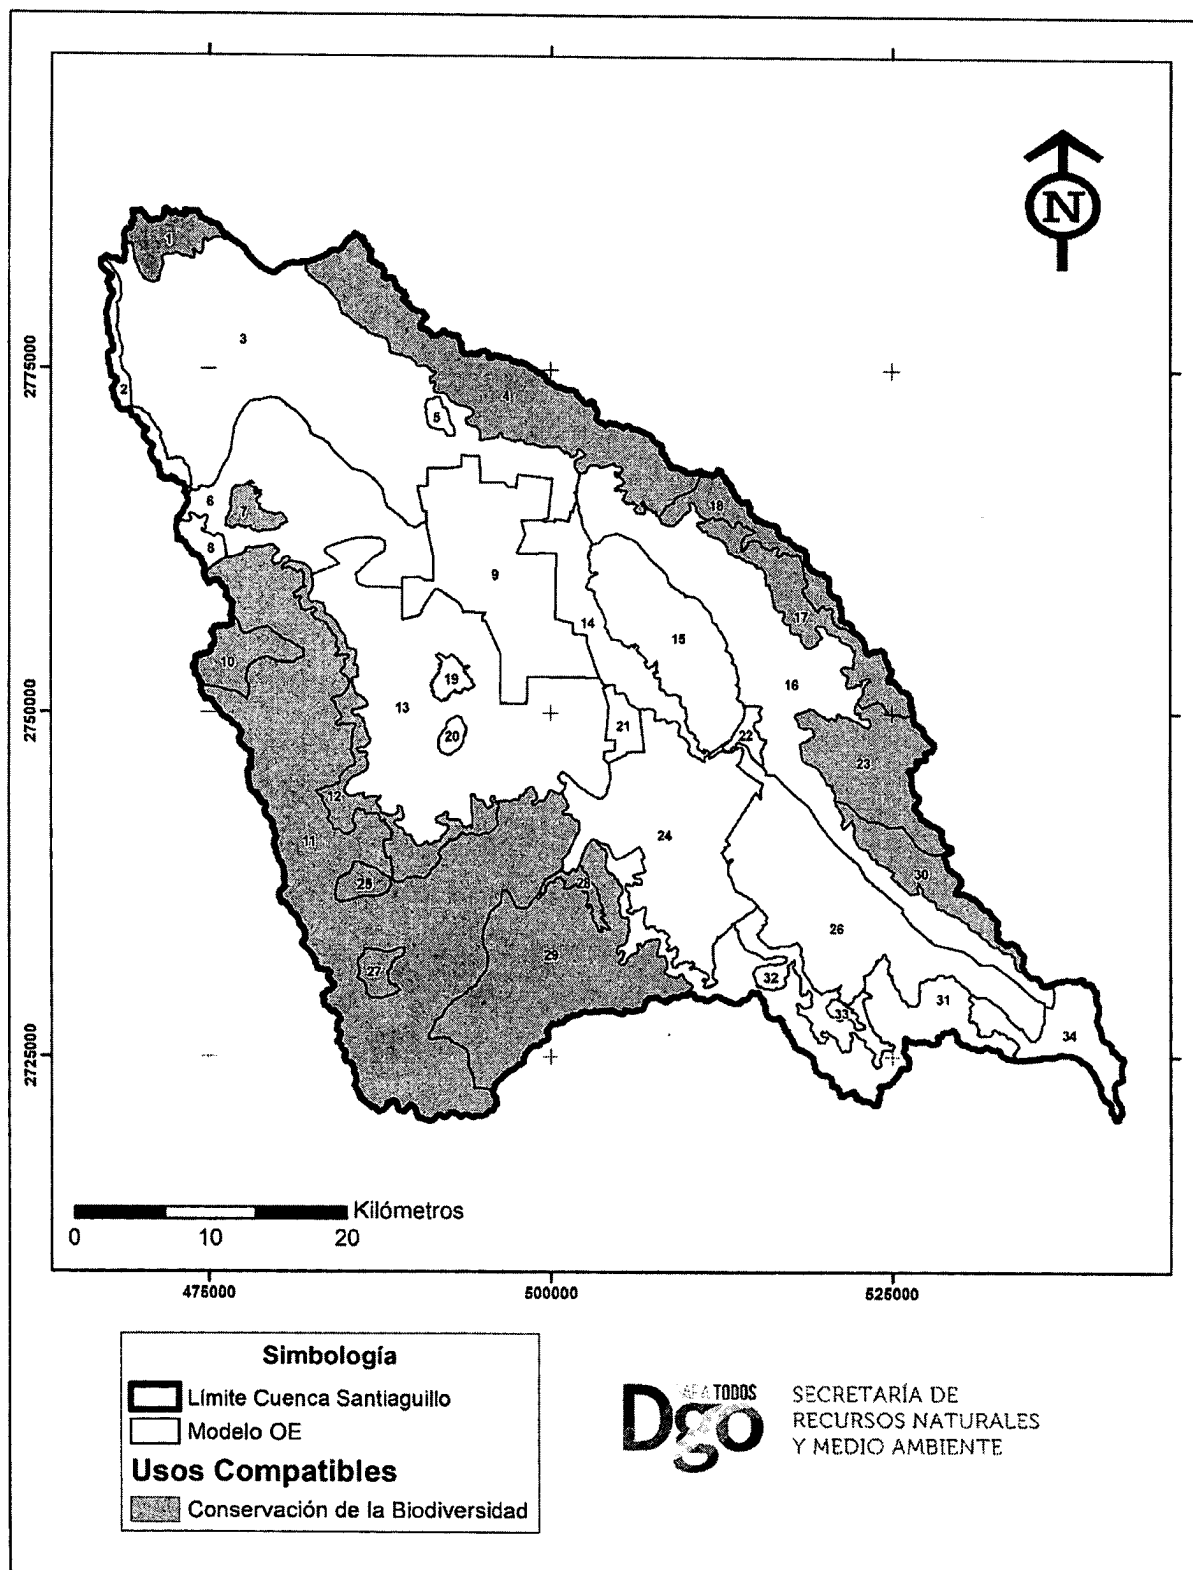 N
1
3
2
4
5
6
7
8
18
9
17
14
15
10
16
19
13
21
20
22
23
12
11
24
25
28
30
26
29
27
32
31
33
34
2775000
2750000
2725000
Kilómetros
0 10 20
475000 500000 525000
Simbología
Límite Cuenca Santiaguillo
Modelo OE
Usos Compatibles
Conservación de la Biodiversidad
TODOS
Dgo
SECRETARÍA DE
RECURSOS NATURALES
Y MEDIO AMBIENTE